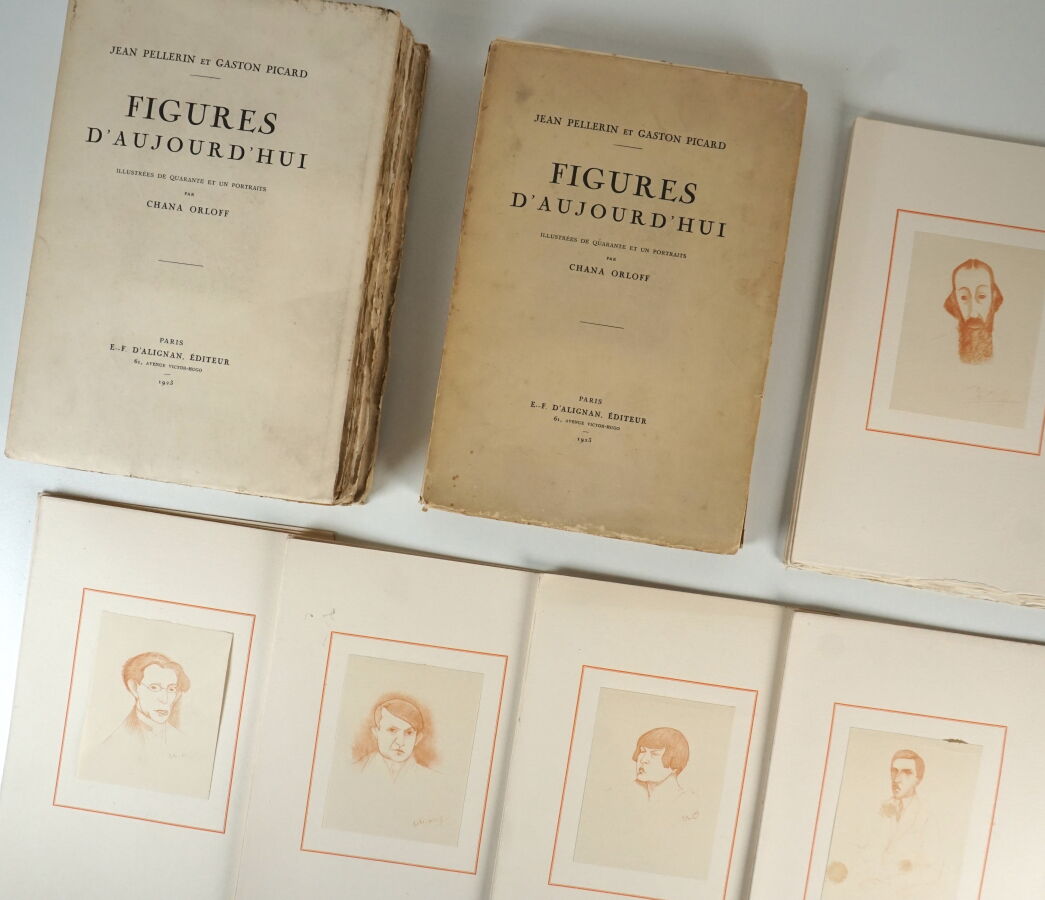 JEAN PELLERIN ET GASTON PICARD
FIGURES
D'AUJOURD'HUI
ILLUSTRÉES DE QUARANTE ET UN PORTRAITS
PAR
CHANA ORLOFF
PARIS
E.-F. D'ALIGNAN, ÉDITEUR
61, AVENUE VICTOR-HUGO
1923
JEAN PELLERIN ET GASTON PICARD
FIGURES
D'AUJOURD'HUI
ILLUSTRÉES DE QUARANTE ET UN PORTRAITS
PAR
CHANA ORLOFF
PARIS
E.-F. D'ALIGNAN, ÉDITEUR
61, AVENUE VICTOR-HUGO
1923